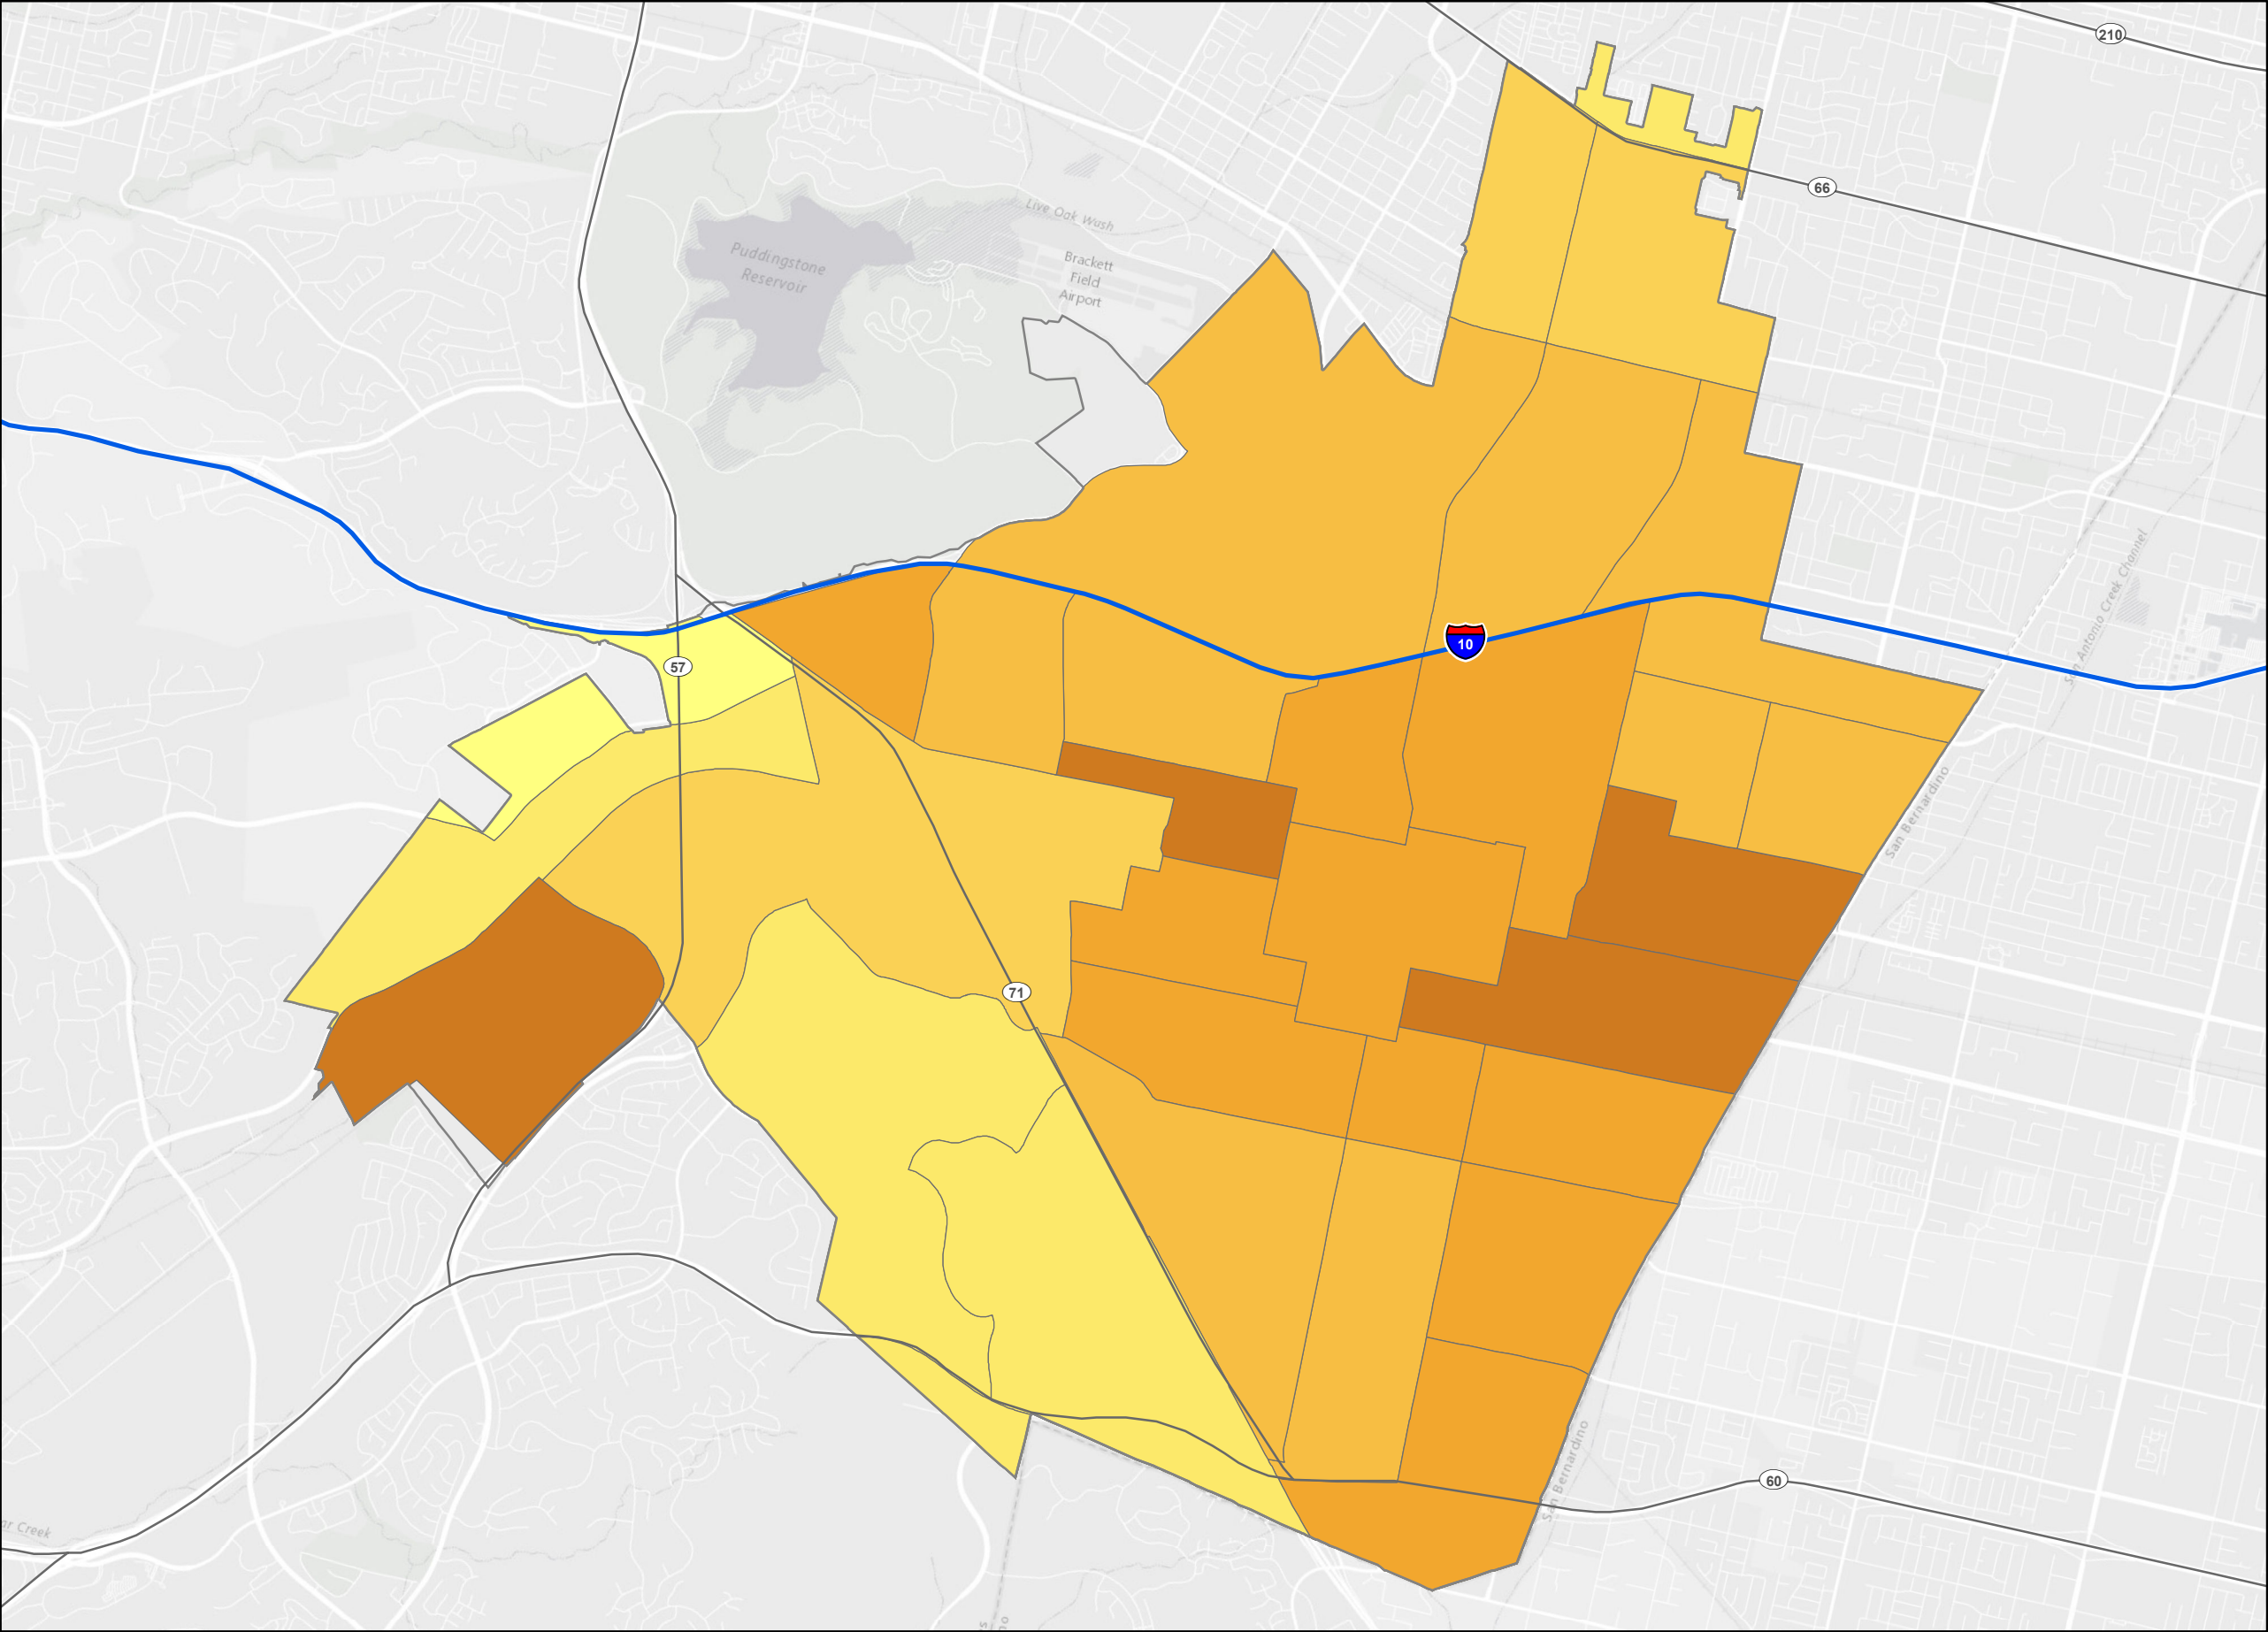 210
66
Live Oak Wash
Puddingstone
Reservoir
Brackett
Field
Airport
San Antonio Creek Channel
10
57
San Bernardino
71
San Bernardino
60
ar Creek